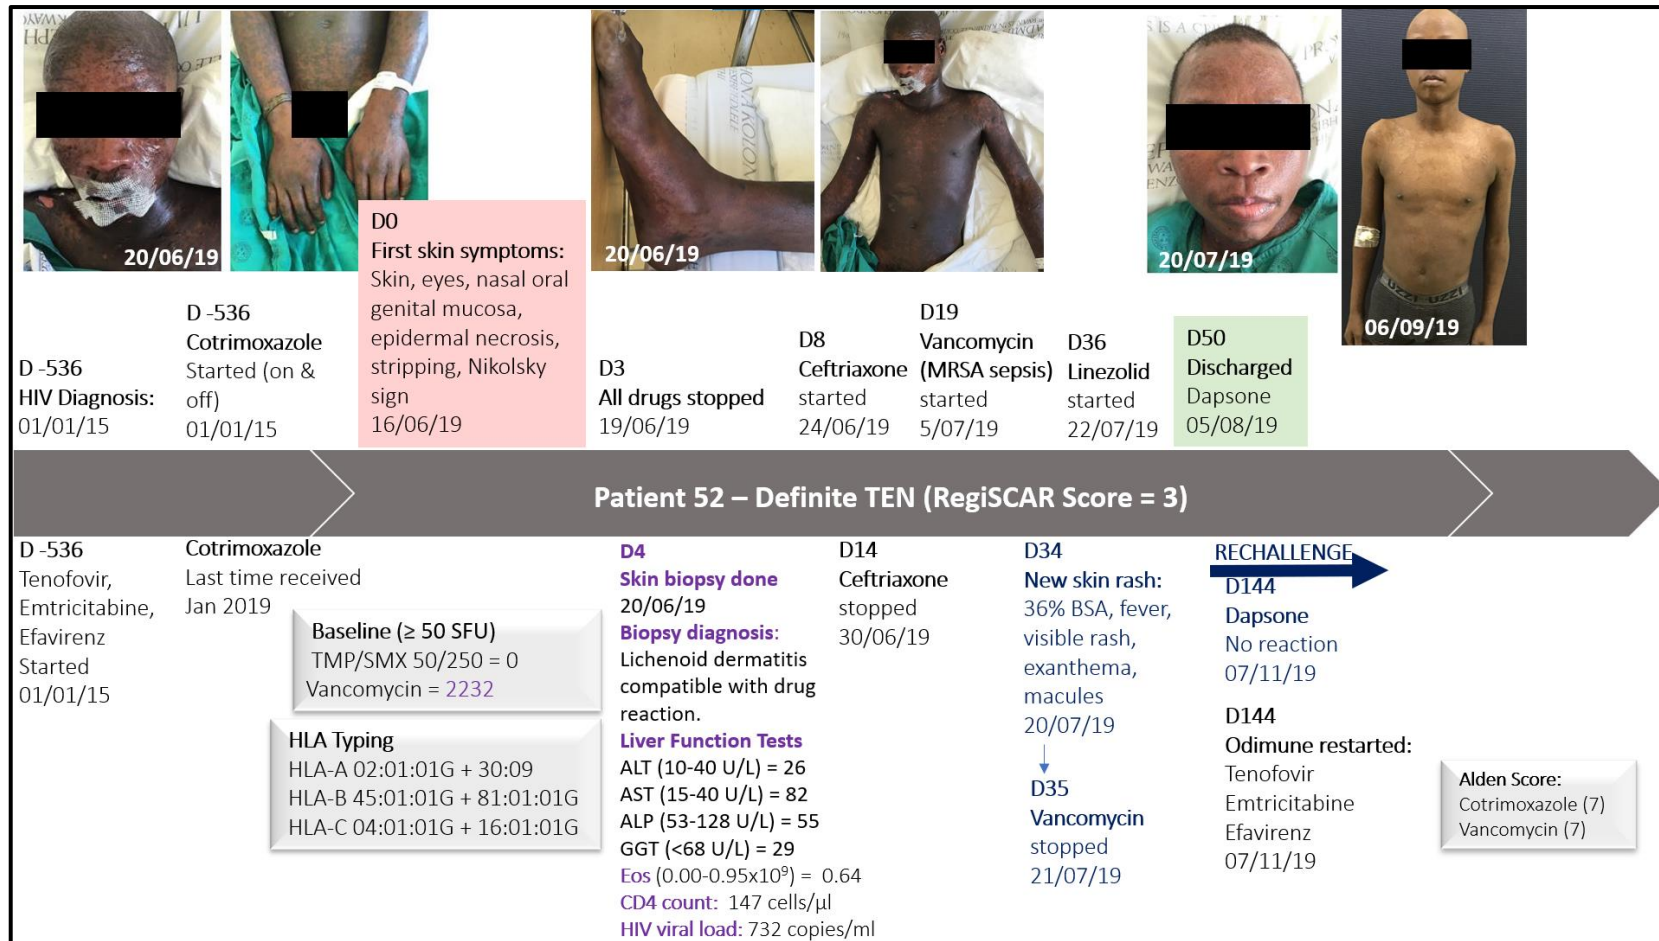 20/06/19
20/06/19
20/07/19
06/09/19
D -536
HIV Diagnosis:
01/01/15
D -536
Cotrimoxazole
Started (on &
off)
01/01/15
D0
First skin symptoms:
Skin, eyes, nasal oral
genital mucosa,
epidermal necrosis,
stripping, Nikolsky
sign
16/06/19
D3
All drugs stopped
19/06/19
D8
Ceftriaxone
started
24/06/19
D19
Vancomycin
(MRSA sepsis)
started
5/07/19
D36
Linezolid
started
22/07/19
D50
Discharged
Dapsone
05/08/19
Patient 52 – Definite TEN (RegiSCAR Score = 3)
D -536
Tenofovir,
Emtricitabine,
Efavirenz
Started
01/01/15
Cotrimoxazole
Last time received
Jan 2019
Baseline (≥ 50 SFU)
TMP/SMX 50/250 = 0
Vancomycin = 2232
HLA Typing
HLA-A 02:01:01G + 30:09
HLA-B 45:01:01G + 81:01:01G
HLA-C 04:01:01G + 16:01:01G
D4
Skin biopsy done
20/06/19
Biopsy diagnosis:
Lichenoid dermatitis
compatible with drug
reaction.
Liver Function Tests
ALT (10-40 U/L) = 26
AST (15-40 U/L) = 82
ALP (53-128 U/L) = 55
GGT (<68 U/L) = 29
Eos (0.00-0.95x10⁹) = 0.64
CD4 count: 147 cells/µl
HIV viral load: 732 copies/ml
D14
Ceftriaxone
stopped
30/06/19
D34
New skin rash:
36% BSA, fever,
visible rash,
exanthema,
macules
20/07/19
D35
Vancomycin
stopped
21/07/19
RECHALLENGE
D144
Dapsone
No reaction
07/11/19
D144
Odimune restarted:
Tenofovir
Emtricitabine
Efavirenz
07/11/19
Alden Score:
Cotrimoxazole (7)
Vancomycin (7)